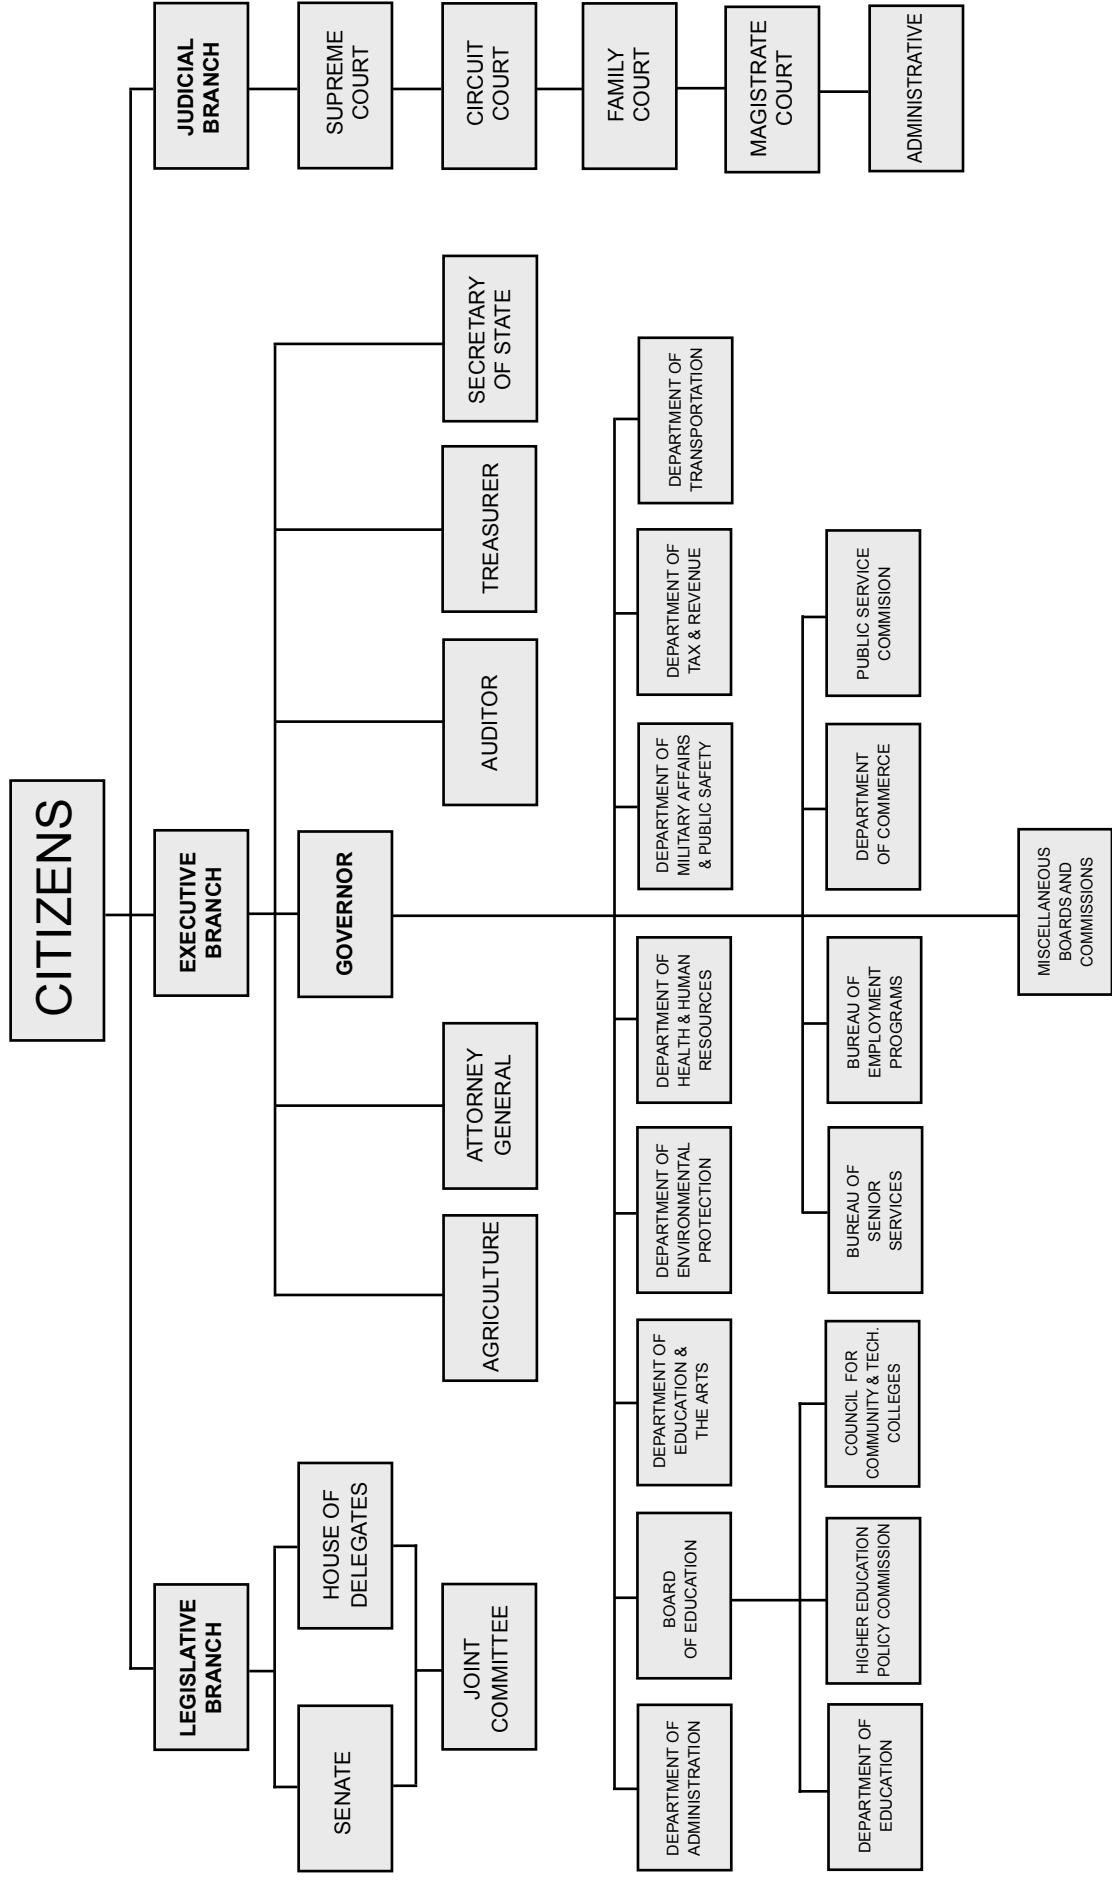 CITIZENS
LEGISLATIVE
BRANCH
EXECUTIVE
BRANCH
JUDICIAL
BRANCH
SENATE
HOUSE OF
DELEGATES
GOVERNOR
SUPREME
COURT
JOINT
COMMITTEE
AGRICULTURE
ATTORNEY
GENERAL
AUDITOR
TREASURER
SECRETARY
OF STATE
CIRCUIT
COURT
FAMILY
COURT
DEPARTMENT OF
ADMINISTRATION
BOARD
OF EDUCATION
DEPARTMENT OF
EDUCATION &
THE ARTS
DEPARTMENT OF
ENVIRONMENTAL
PROTECTION
DEPARTMENT OF
HEALTH & HUMAN
RESOURCES
DEPARTMENT OF
MILITARY AFFAIRS
& PUBLIC SAFETY
DEPARTMENT OF
TAX & REVENUE
DEPARTMENT OF
TRANSPORTATION
MAGISTRATE
COURT
DEPARTMENT OF
EDUCATION
HIGHER EDUCATION
POLICY COMMISSION
COUNCIL FOR
COMMUNITY & TECH.
COLLEGES
BUREAU OF
SENIOR
SERVICES
BUREAU OF
EMPLOYMENT
PROGRAMS
DEPARTMENT
OF COMMERCE
PUBLIC SERVICE
COMMISION
ADMINISTRATIVE
MISCELLANEOUS
BOARDS AND
COMMISSIONS